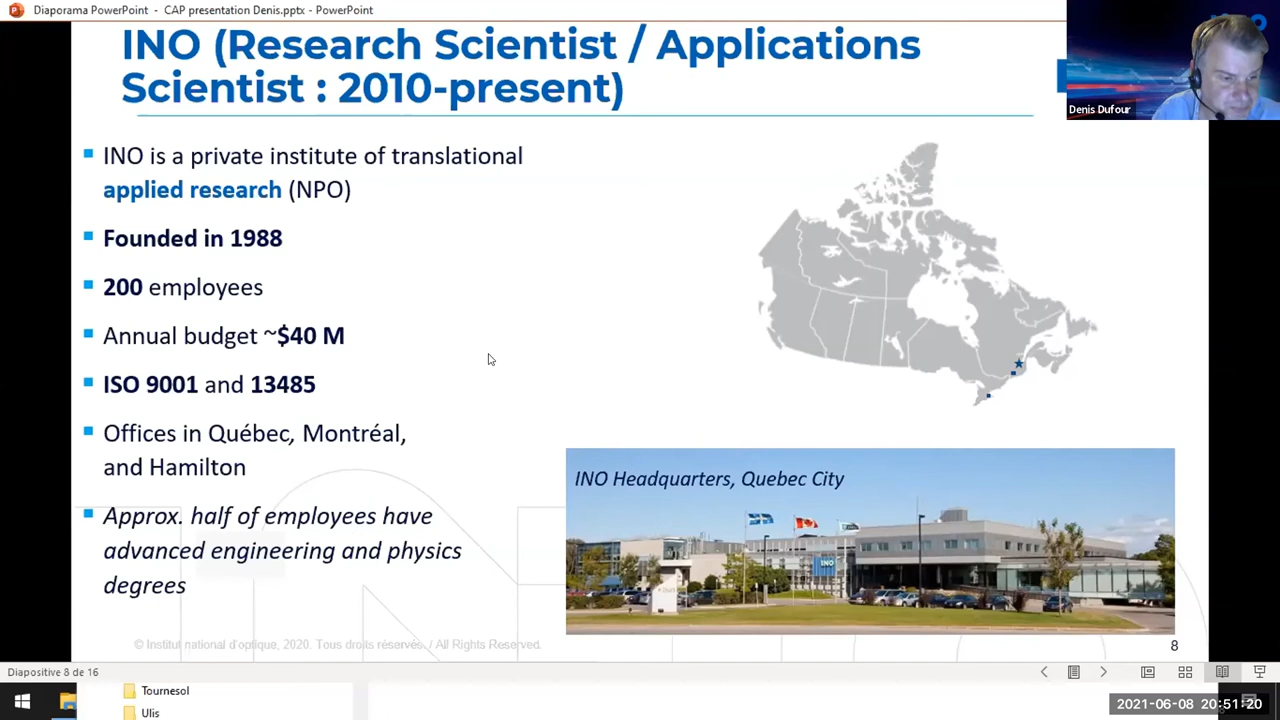 Diaporama PowerPoint - CAP presentation Denis.pptx - PowerPoint
INO (Research Scientist / Applications
Scientist : 2010-present)
Denis Dufour
INO is a private institute of translational
applied research (NPO)
Founded in 1988
200 employees
Annual budget ~$40 M
ISO 9001 and 13485
Offices in Québec, Montréal,
and Hamilton
Approx. half of employees have
advanced engineering and physics
degrees
INO Headquarters, Quebec City
INO
© Institut national d'optique, 2020. Tous droits réservés. / All Rights Reserved.
8
Diapositive 8 de 16
Tournesol
Ulis
2021-06-08 20:51:20